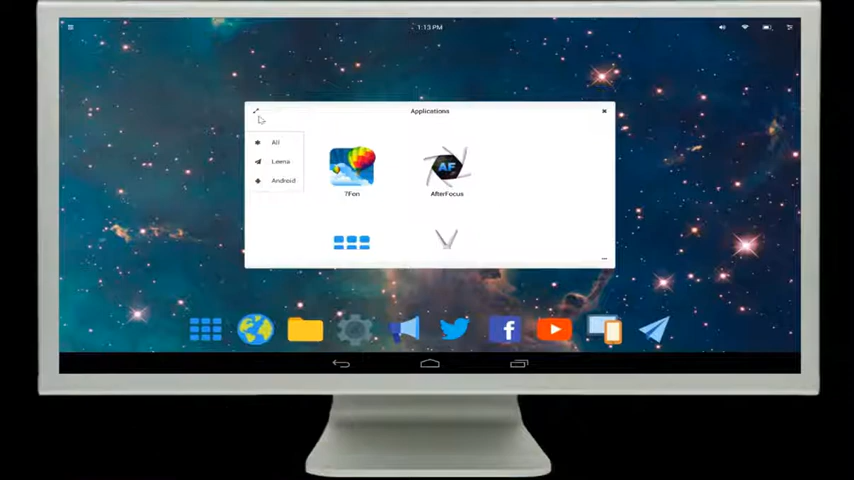 1:13 PM
Applications
All
Leena
Android
AF
7Fon
AfterFocus
f